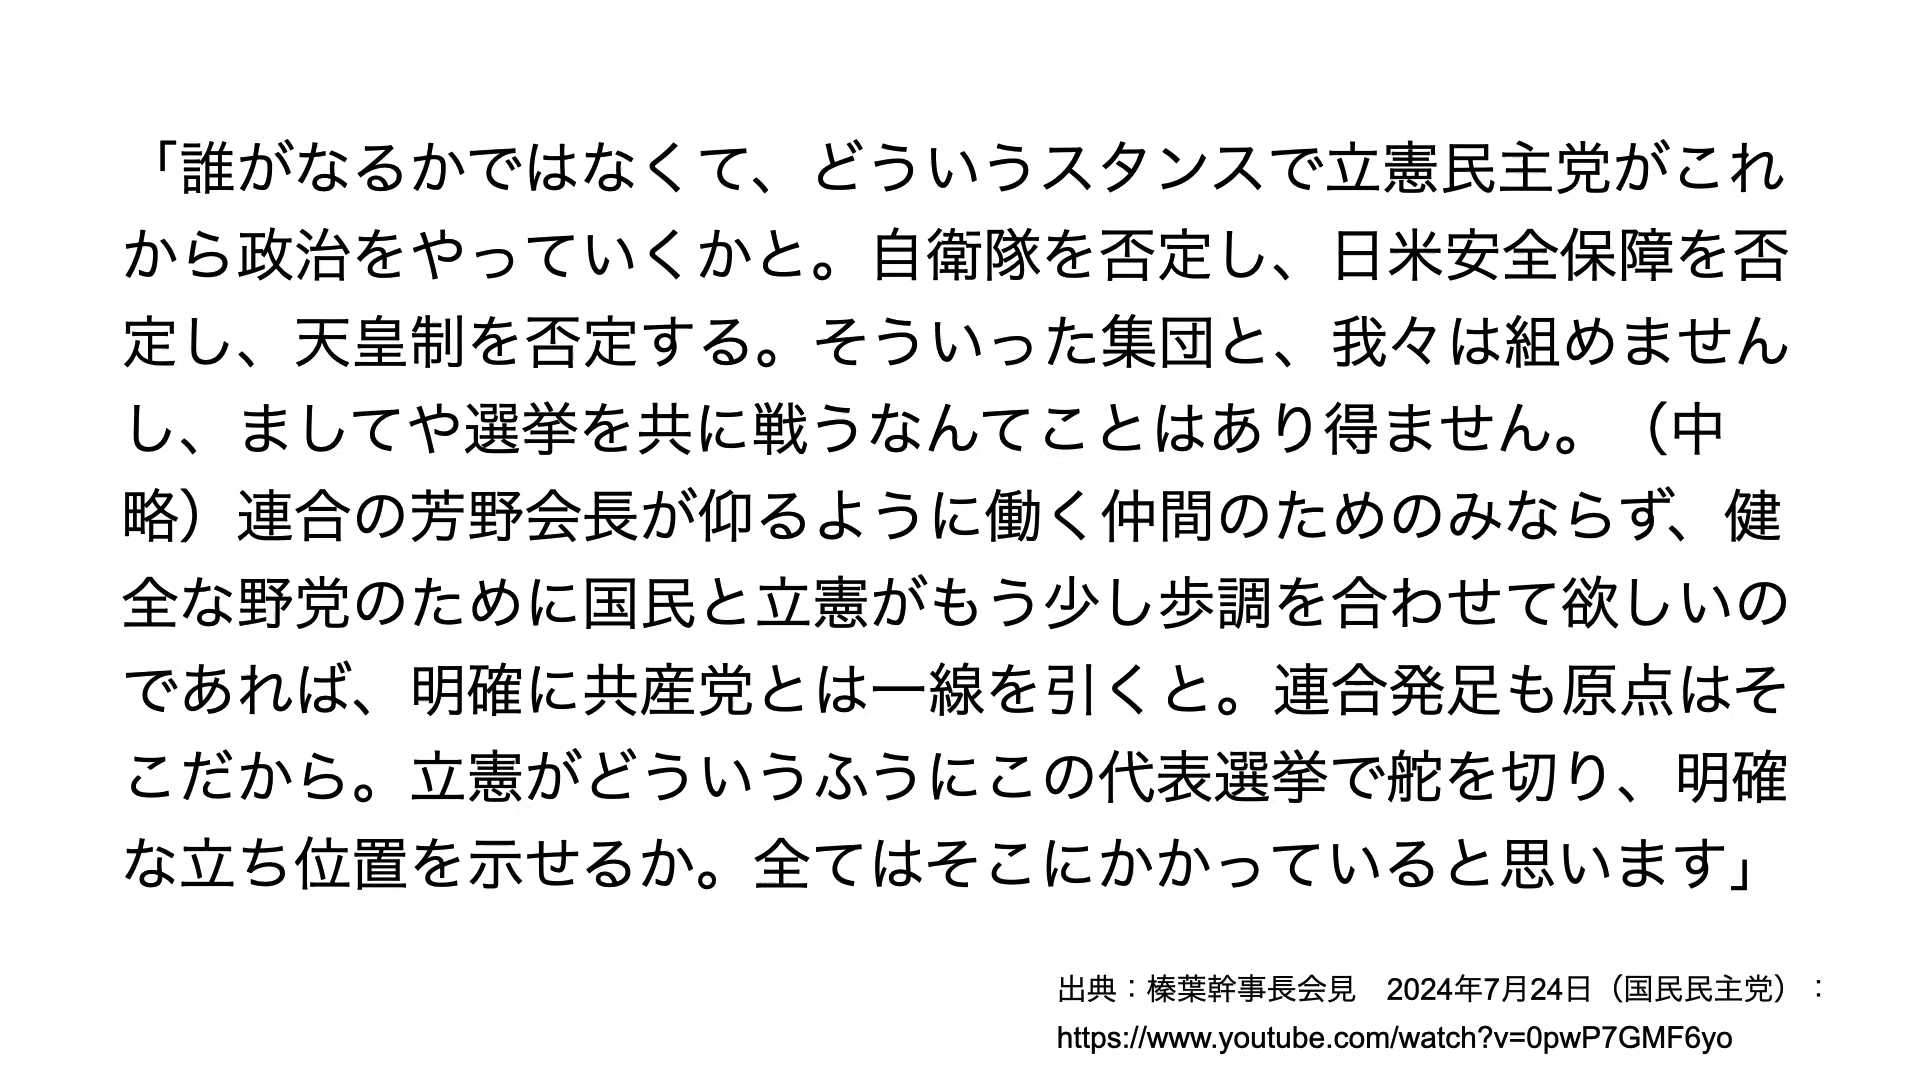 「誰がなるかではなくて、どういうスタンスで立憲民主党がこれ
から政治をやっていくかと。自衛隊を否定し、日米安全保障を否
定し、天皇制を否定する。そういった集団と、我々は組めません
し、ましてや選挙を共に戦うなんてことはあり得ません。（中
略）連合の芳野会長が仰るように働く仲間のためのみならず、健
全な野党のために国民と立憲がもう少し歩調を合わせて欲しいの
であれば、明確に共産党とは一線を引くと。連合発足も原点はそ
こだから。立憲がどういうふうにこの代表選挙で舵を切り、明確
な立ち位置を示せるか。全てはそこにかかっていると思います」
出典：榛葉幹事長会見　2024年7月24日（国民民主党）：
https://www.youtube.com/watch?v=0pwP7GMF6yo